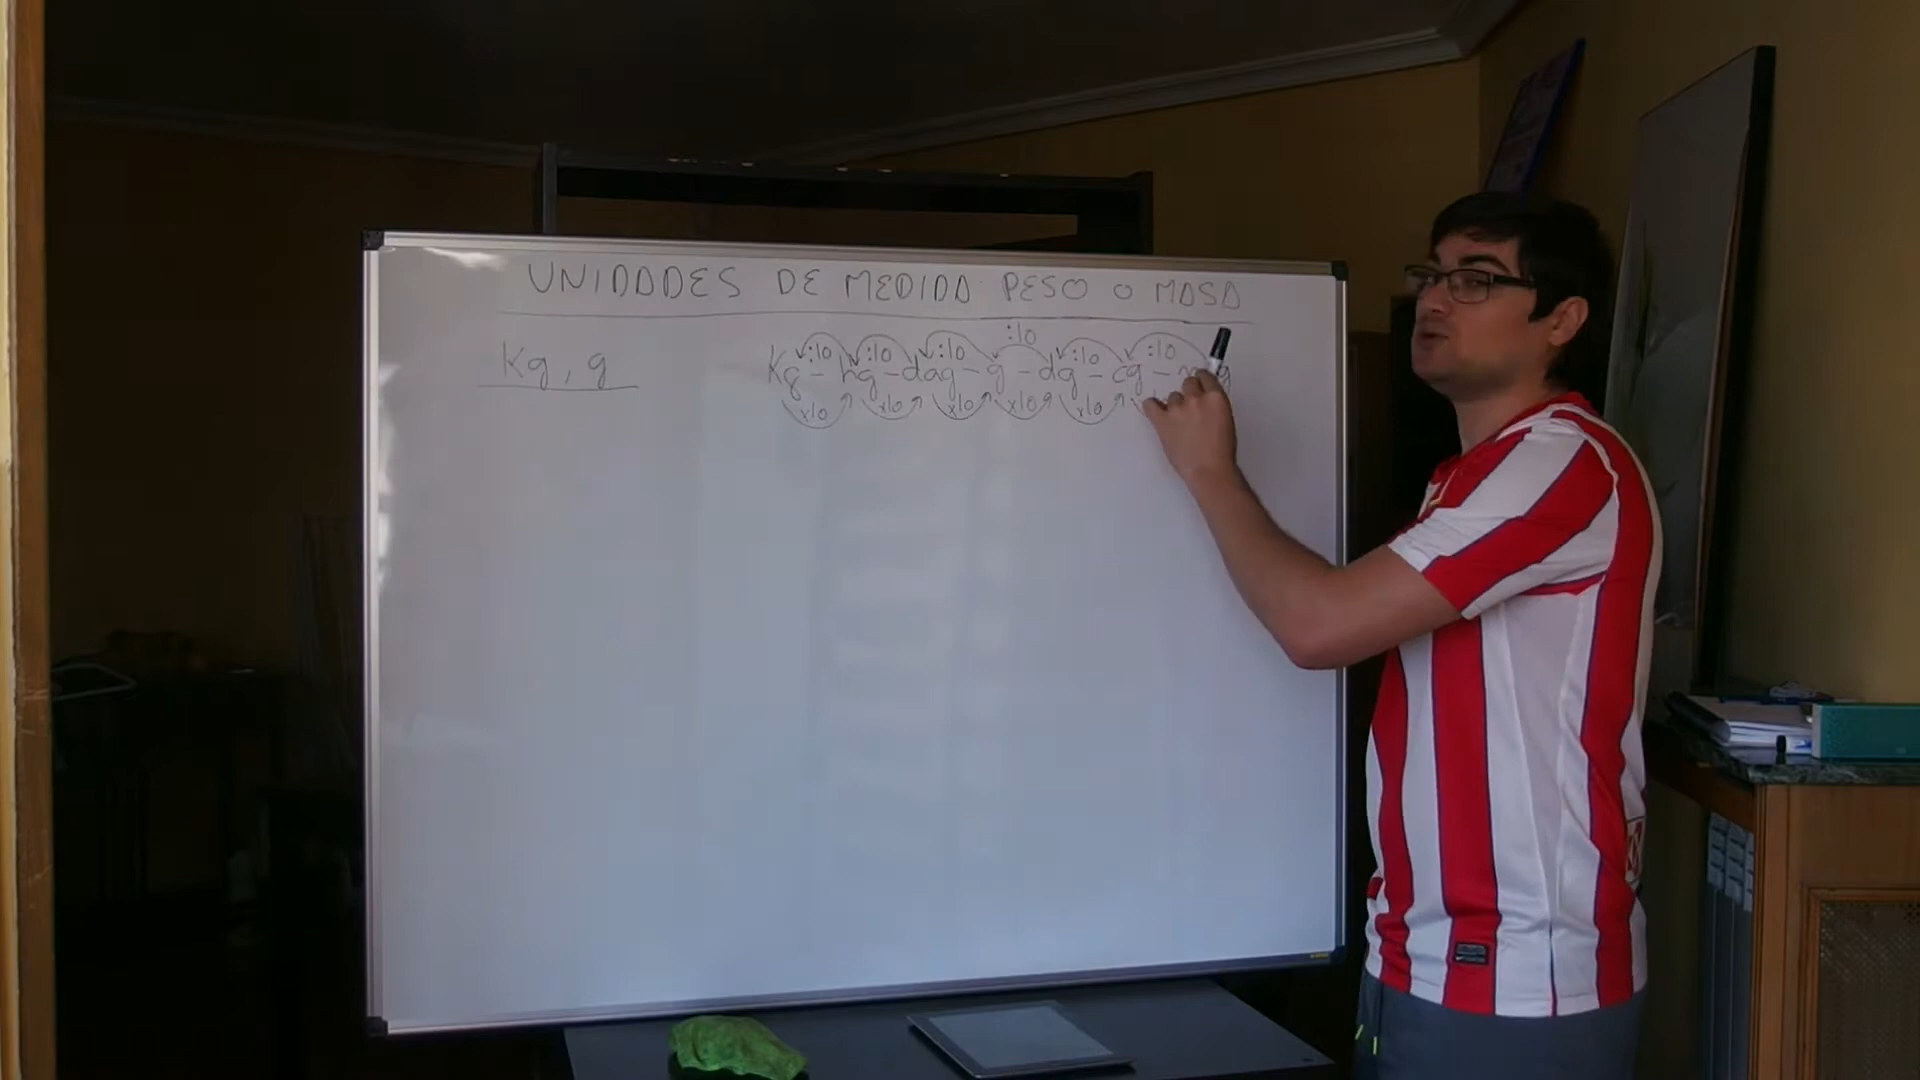 UNIDADES DE MEDIDA PESO O MASA
:10
:10 :10 :10 :10 :10
Kg, g
Kg - hg - dag - g - dg - cg -
x10 x10 x10 x10 x10